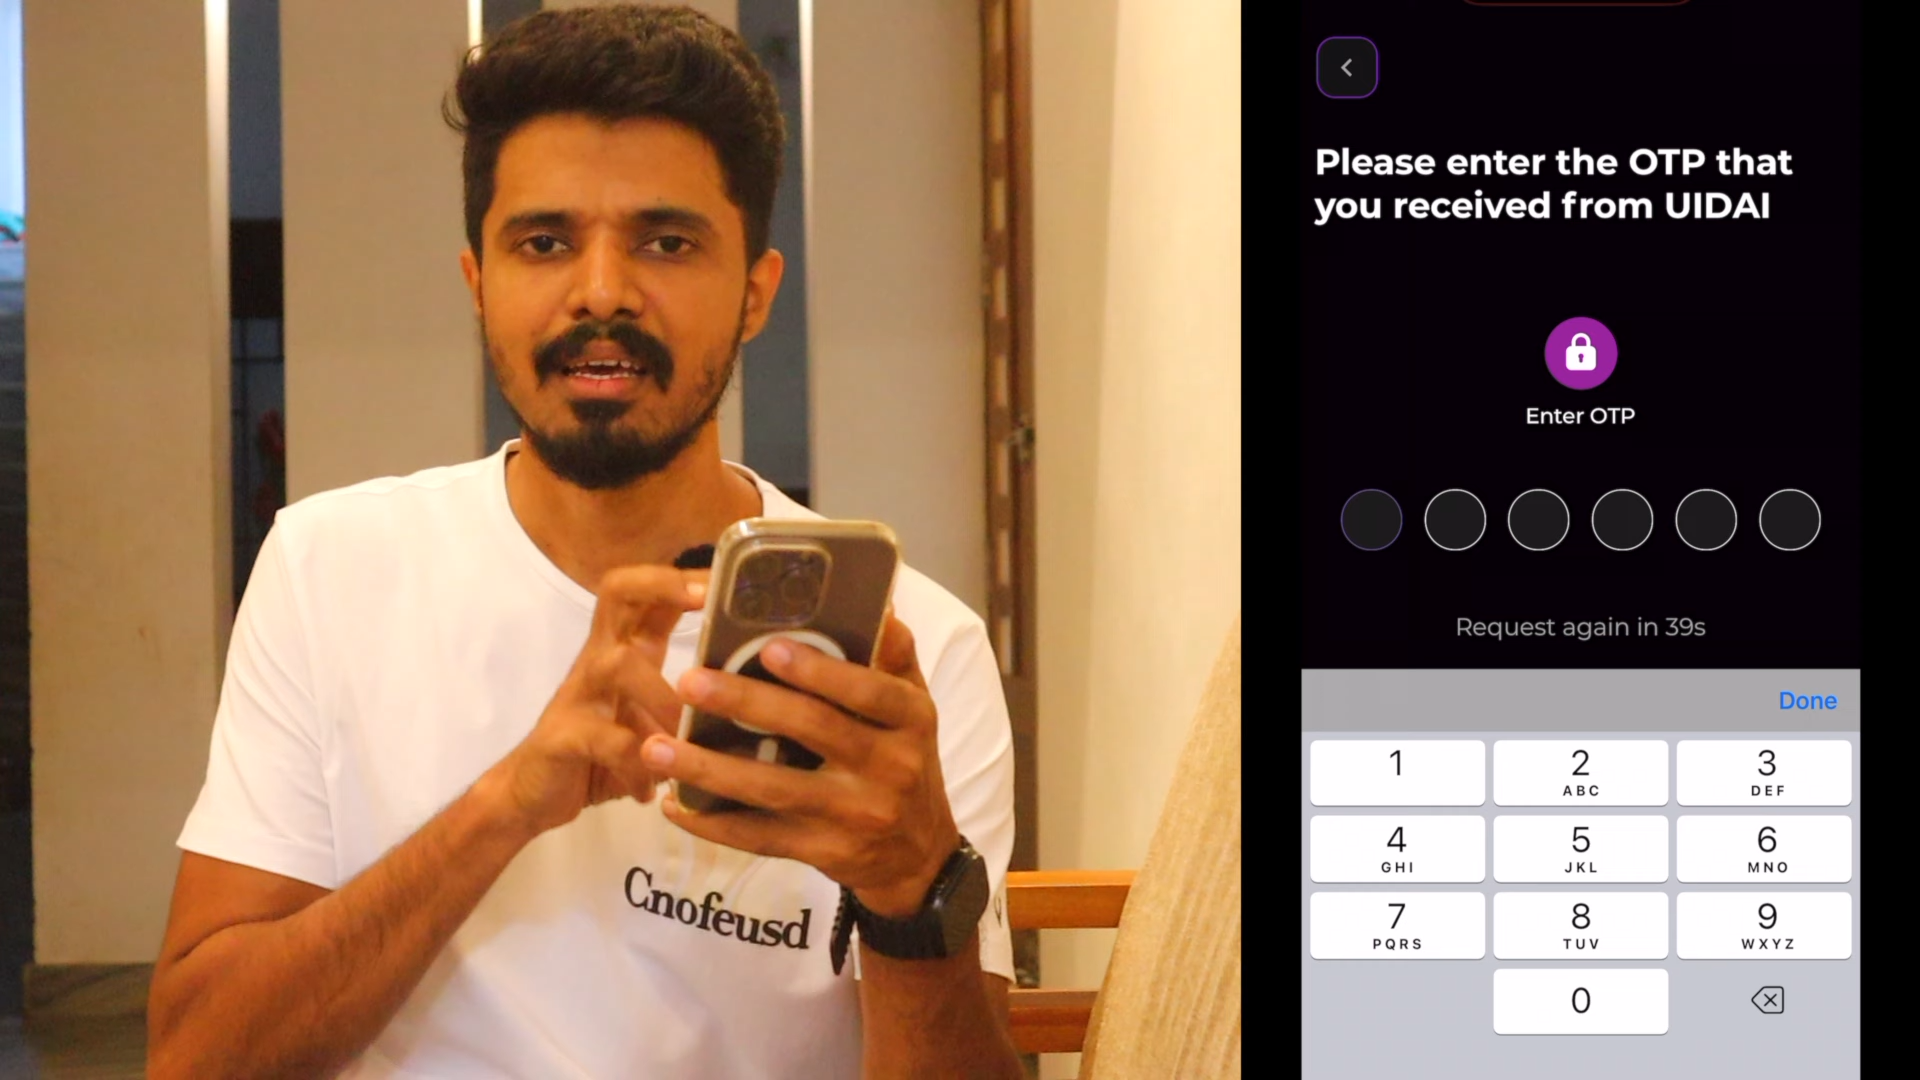 Cnofeusd
Please enter the OTP that
you received from UIDAI
Enter OTP
Request again in 39s
Done
1
2
ABC
3
DEF
4
GHI
5
JKL
6
MNO
7
PQRS
8
TUV
9
WXYZ
0